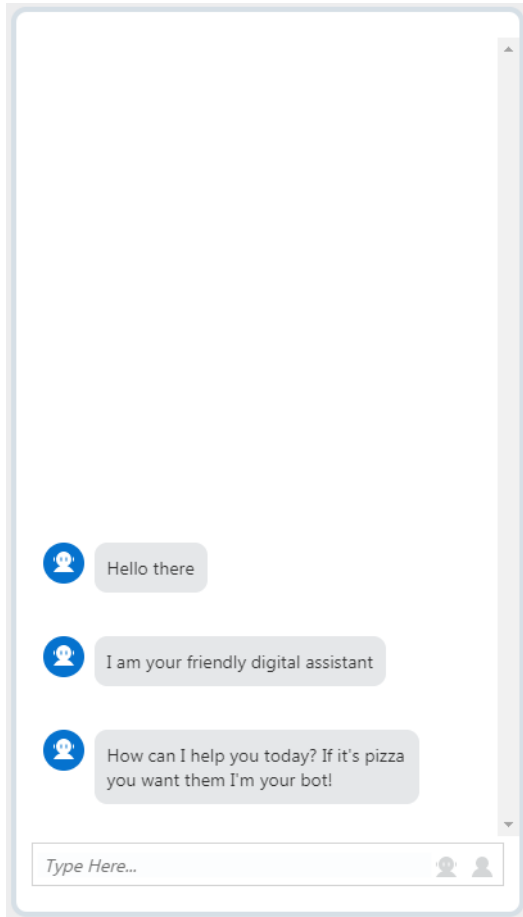 Hello there
I am your friendly digital assistant
How can I help you today? If it's pizza
you want them I'm your bot!
Type Here...